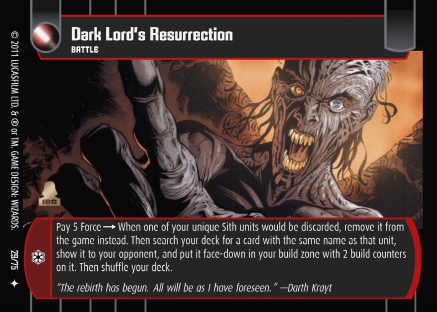 Dark Lord's Resurrection
BATTLE
Pay 5 Force → When one of your unique Sith units would be discarded, remove it from
the game instead. Then search your deck for a card with the same name as that unit,
show it to your opponent, and put it face-down in your build zone with 2 build counters
on it. Then shuffle your deck.
"The rebirth has begun. All will be as I have foreseen." —Darth Krayt
© 2011 LUCASFILM LTD. & ® or TM. GAME DESIGN, WIZARDS.